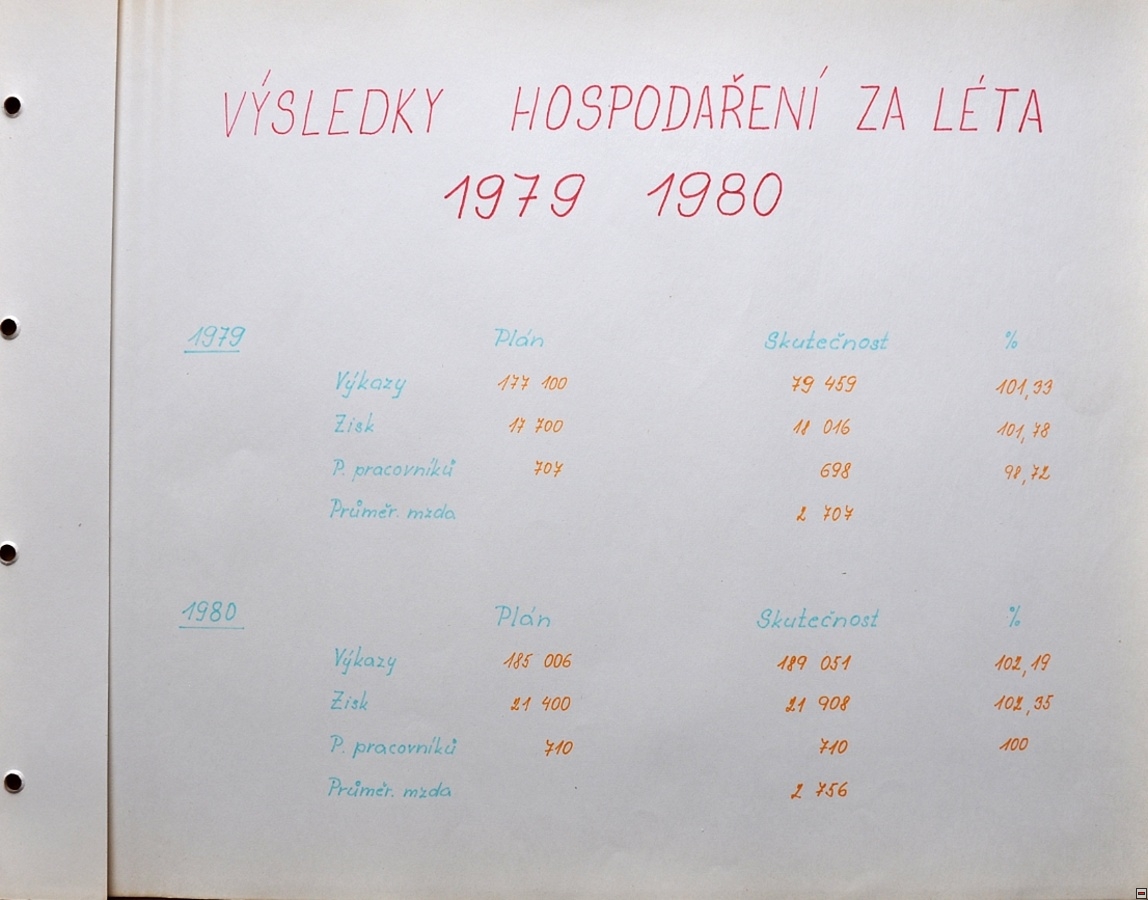 VÝSLEDKY HOSPODAŘENÍ ZA LÉTA
1979 1980
1979 Plán Skutečnost %
Výkazy 177 100 79 459 101,33
Zisk 17 700 18 016 101,78
P. pracovníků 707 698 98,72
Průměr. mzda 2 707
1980 Plán Skutečnost %
Výkazy 185 006 189 051 102,19
Zisk 21 400 21 908 102,35
P. pracovníků 710 710 100
Průměr. mzda 2 756